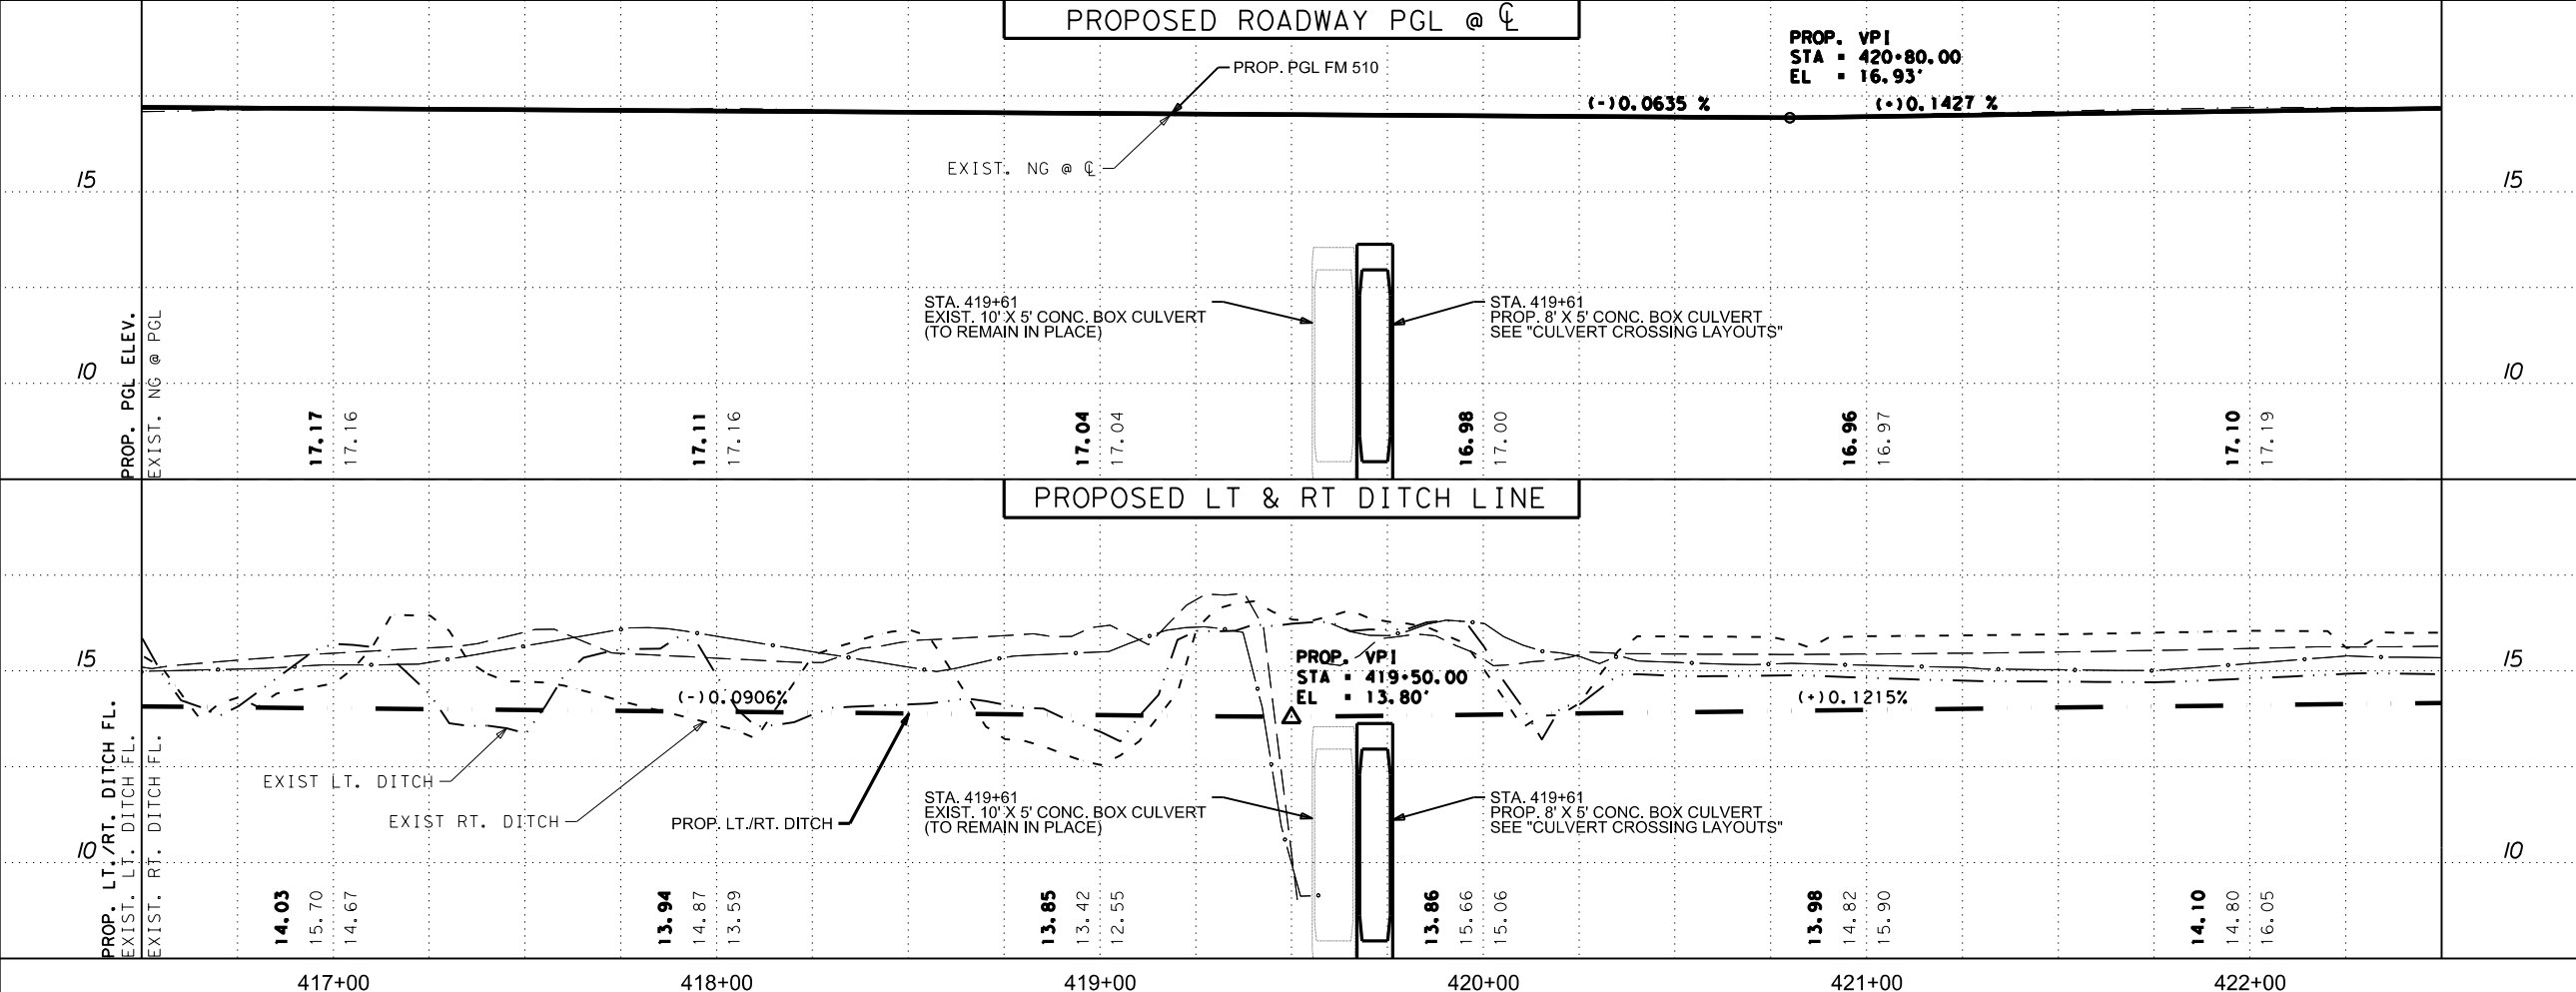 PROPOSED ROADWAY PGL @ ℄
PROP. VPI
STA = 420+80.00
EL = 16.93'
PROP. PGL FM 510
(-)0.0635 %
(+)0.1427 %
EXIST. NG @ ℄
15
15
STA. 419+61
EXIST. 10' X 5' CONC. BOX CULVERT
(TO REMAIN IN PLACE)
STA. 419+61
PROP. 8' X 5' CONC. BOX CULVERT
SEE "CULVERT CROSSING LAYOUTS"
10
10
PROP. PGL ELEV.
EXIST. NG @ PGL
17.17
17.16
17.11
17.16
17.04
17.04
16.98
17.00
16.96
16.97
17.10
17.19
PROPOSED LT & RT DITCH LINE
15
15
PROP. VPI
STA = 419+50.00
EL = 13.80'
(-)0.0906%
(+)0.1215%
EXIST LT. DITCH
EXIST RT. DITCH
PROP. LT./RT. DITCH
STA. 419+61
EXIST. 10' X 5' CONC. BOX CULVERT
(TO REMAIN IN PLACE)
STA. 419+61
PROP. 8' X 5' CONC. BOX CULVERT
SEE "CULVERT CROSSING LAYOUTS"
10
10
PROP. LT./RT. DITCH FL.
EXIST. LT. DITCH FL.
EXIST. RT. DITCH FL.
14.03
15.70
14.67
13.94
14.87
13.59
13.85
13.42
12.55
13.86
15.66
15.06
13.98
14.82
15.90
14.10
14.80
16.05
417+00
418+00
419+00
420+00
421+00
422+00